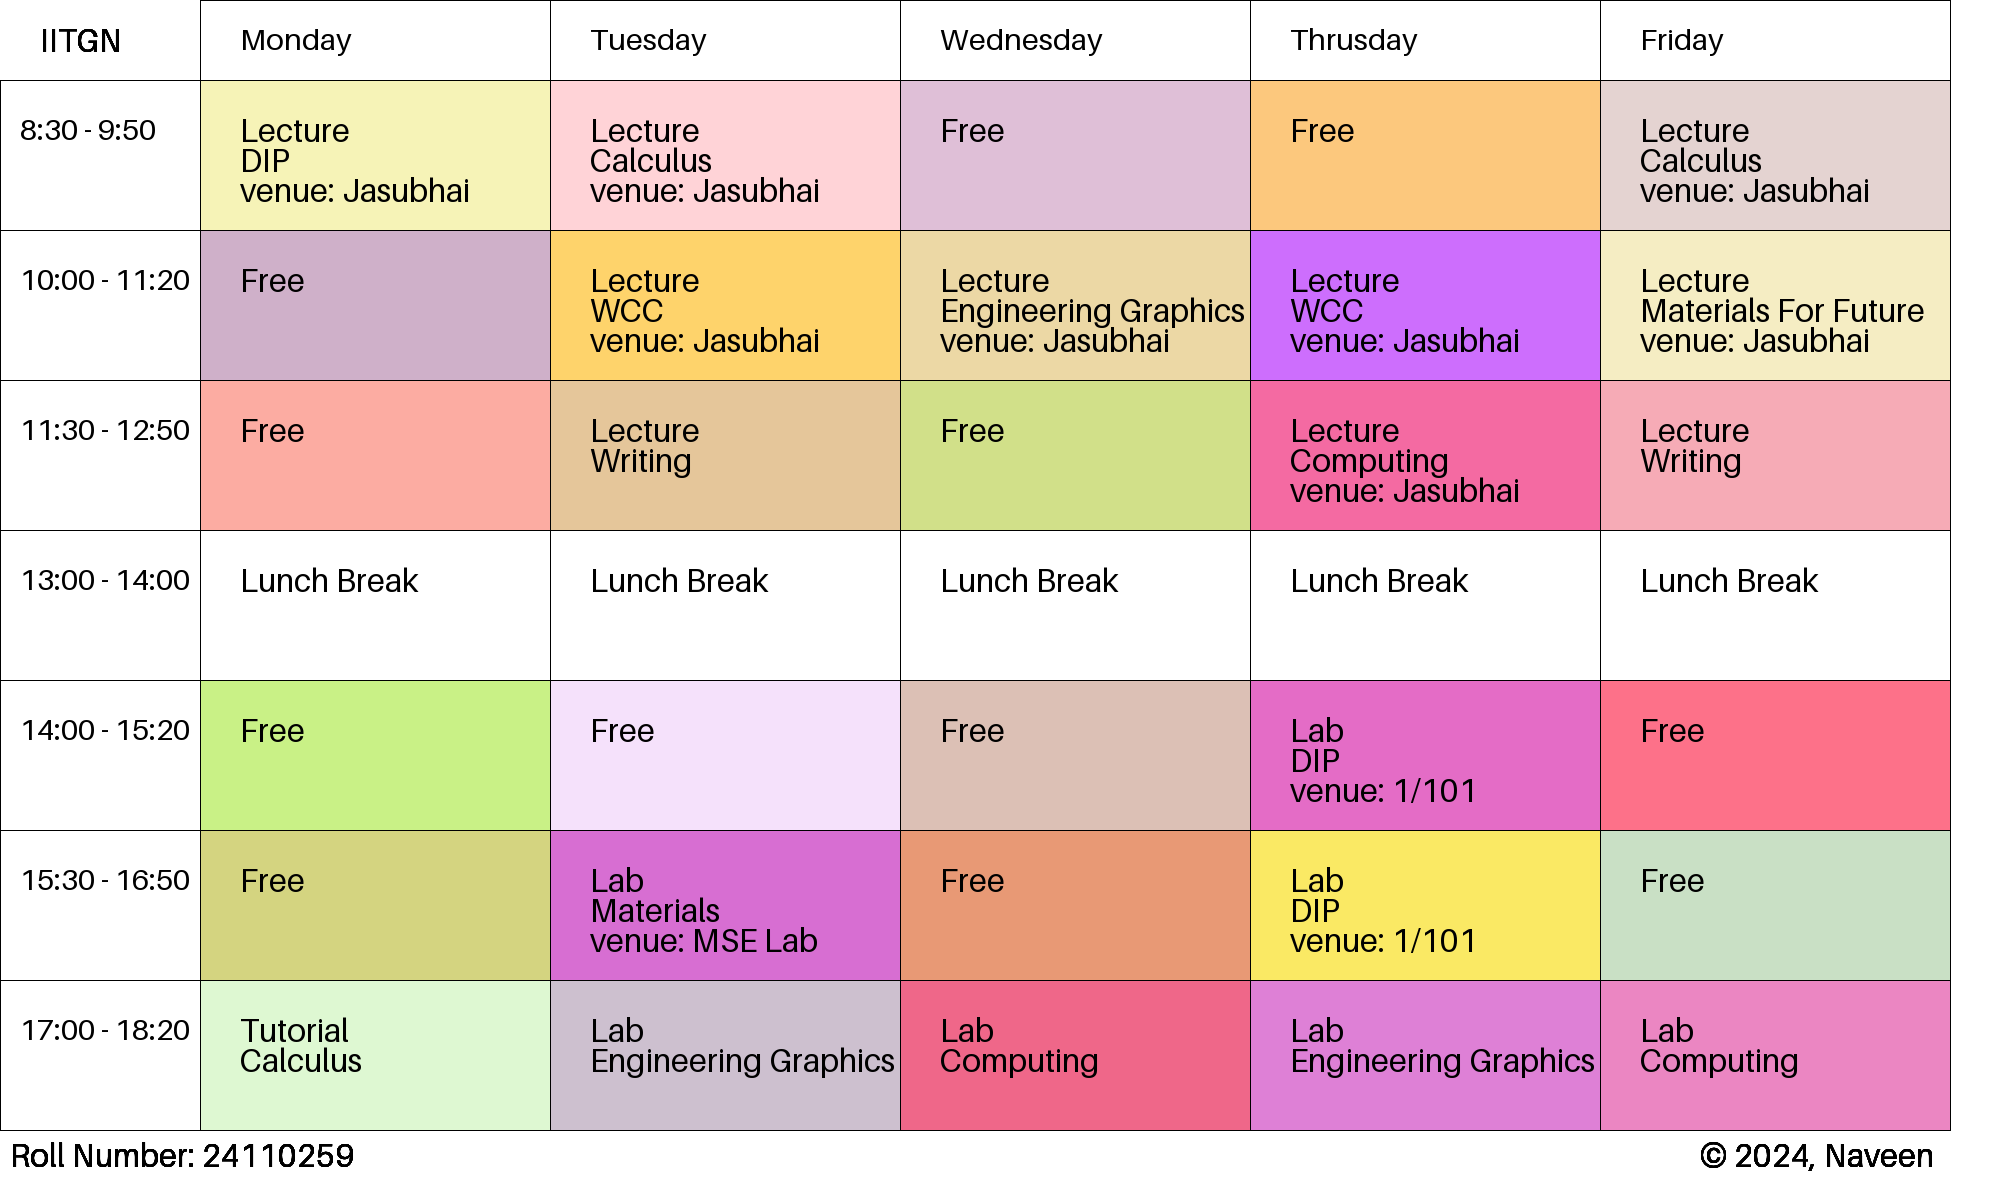 IITGN
Monday
Tuesday
Wednesday
Thrusday
Friday
8:30 - 9:50
Lecture
DIP
venue: Jasubhai
Lecture
Calculus
venue: Jasubhai
Free
Free
Lecture
Calculus
venue: Jasubhai
10:00 - 11:20
Free
Lecture
WCC
venue: Jasubhai
Lecture
Engineering Graphics
venue: Jasubhai
Lecture
WCC
venue: Jasubhai
Lecture
Materials For Future
venue: Jasubhai
11:30 - 12:50
Free
Lecture
Writing
Free
Lecture
Computing
venue: Jasubhai
Lecture
Writing
13:00 - 14:00
Lunch Break
Lunch Break
Lunch Break
Lunch Break
Lunch Break
14:00 - 15:20
Free
Free
Free
Lab
DIP
venue: 1/101
Free
15:30 - 16:50
Free
Lab
Materials
venue: MSE Lab
Free
Lab
DIP
venue: 1/101
Free
17:00 - 18:20
Tutorial
Calculus
Lab
Engineering Graphics
Lab
Computing
Lab
Engineering Graphics
Lab
Computing
Roll Number: 24110259
© 2024, Naveen